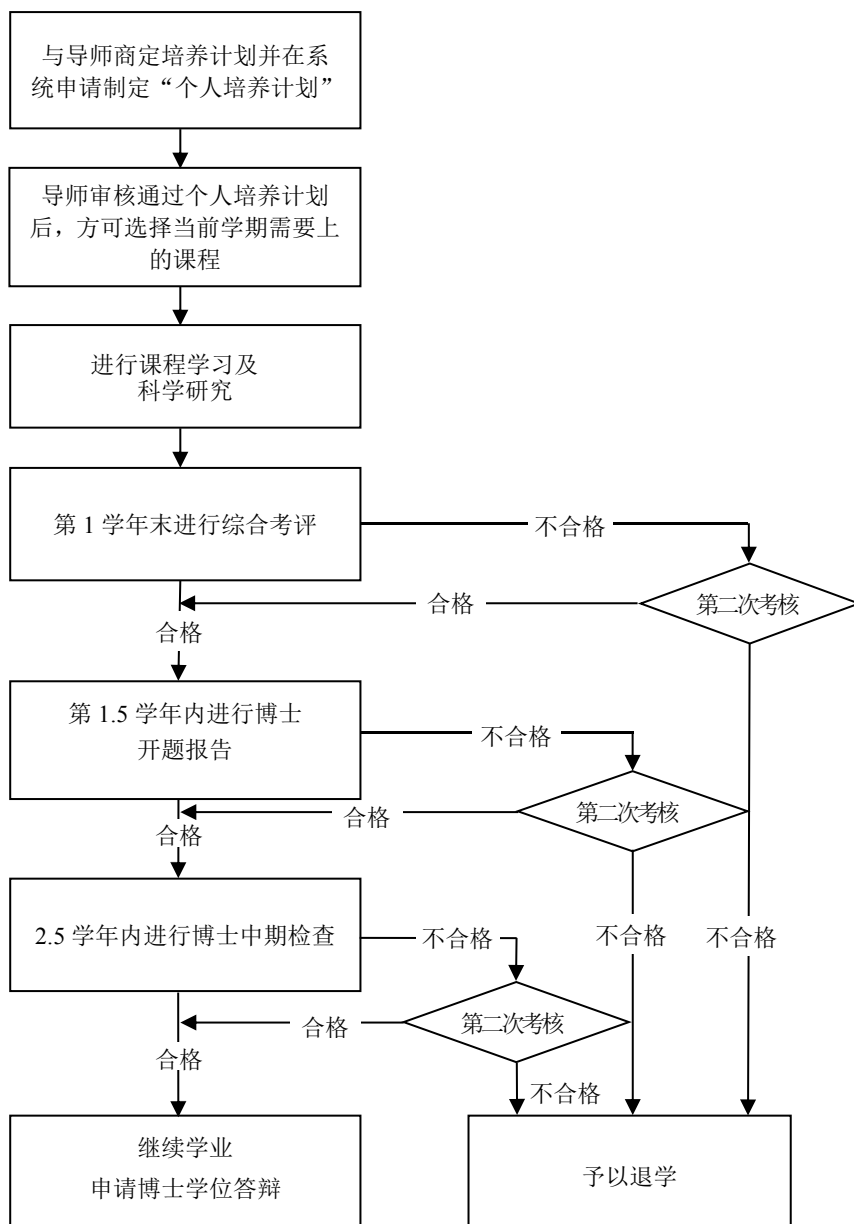 与导师商定培养计划并在系
统申请制定“个人培养计划”
导师审核通过个人培养计划
后，方可选择当前学期需要上
的课程
进行课程学习及
科学研究
第 1 学年末进行综合考评
不合格
第二次考核
合格
合格
第 1.5 学年内进行博士
开题报告
不合格
第二次考核
合格
合格
2.5 学年内进行博士中期检查
不合格
不合格
不合格
第二次考核
合格
合格
不合格
继续学业
申请博士学位答辩
予以退学